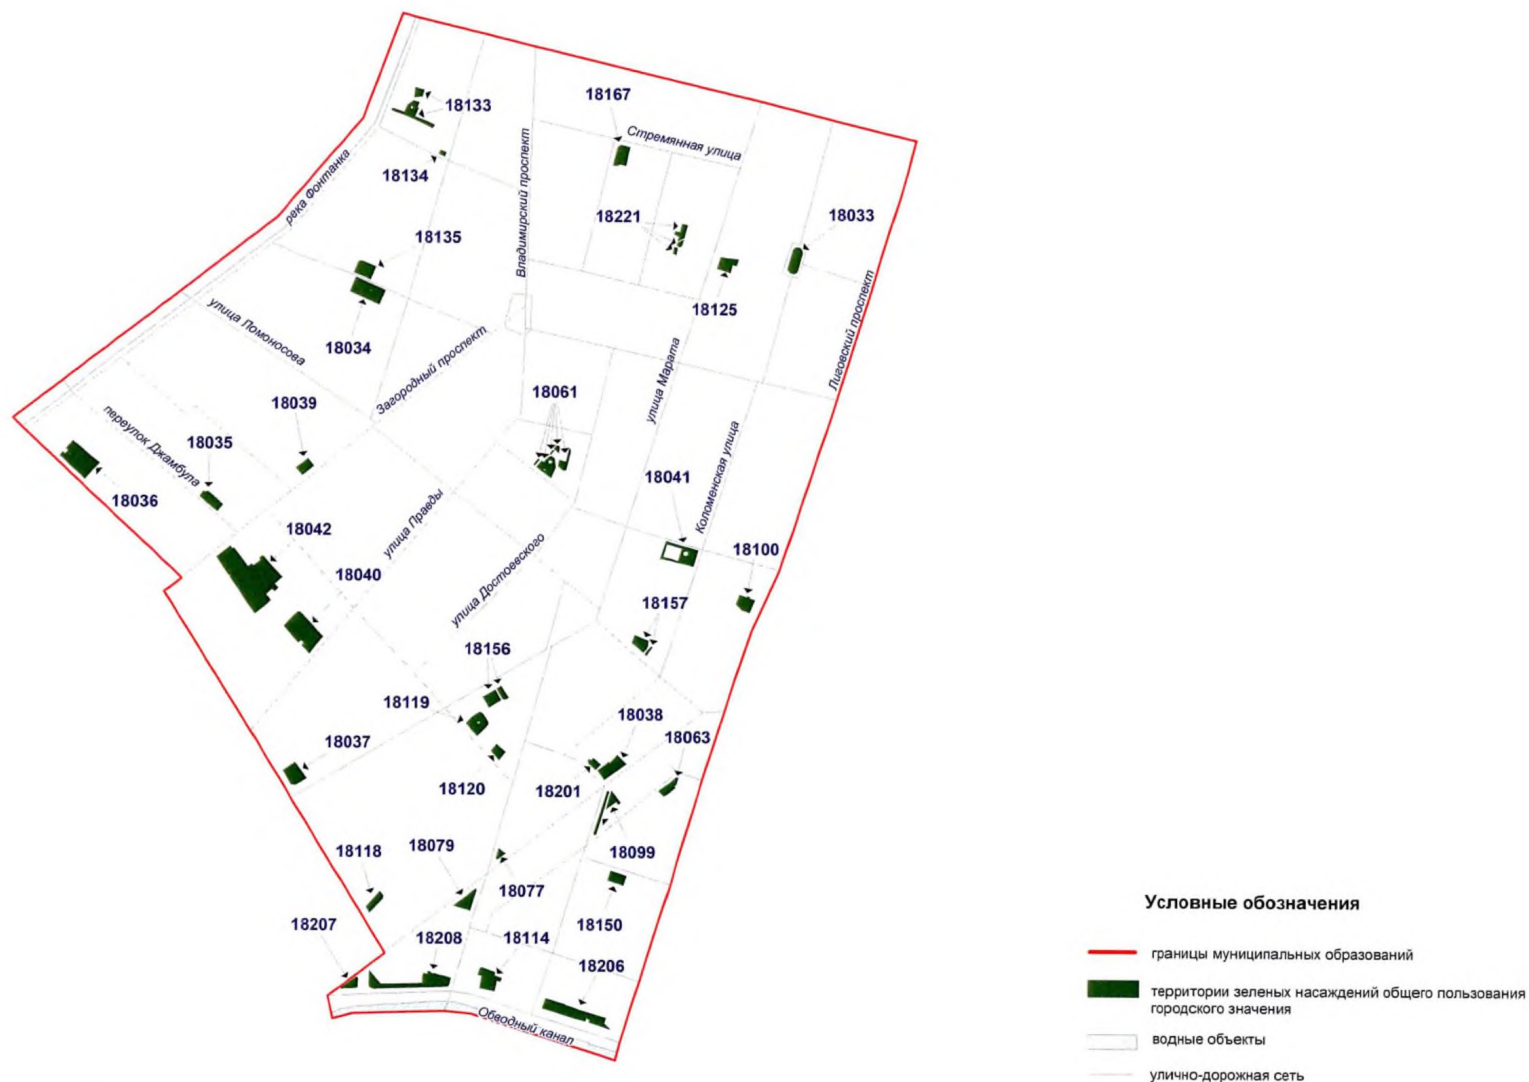 18133
18167
Стремянная улица
Владимирский проспект
река Фонтанка
18134
18221
18033
18135
18125
Лиговский проспект
улица Ломоносова
18034
Загородный проспект
улица Марата
18039
18061
переулок Джамбула
18035
18036
18041
Коломенская улица
18042
улица Правды
18040
улица Достоевского
18100
18157
18156
18119
18038
18063
18037
18120
18201
18079
18118
18099
18077
18207
18208
18114
18150
18206
Обводный канал
Условные обозначения
границы муниципальных образований
территории зеленых насаждений общего пользования
городского значения
водные объекты
улично-дорожная сеть